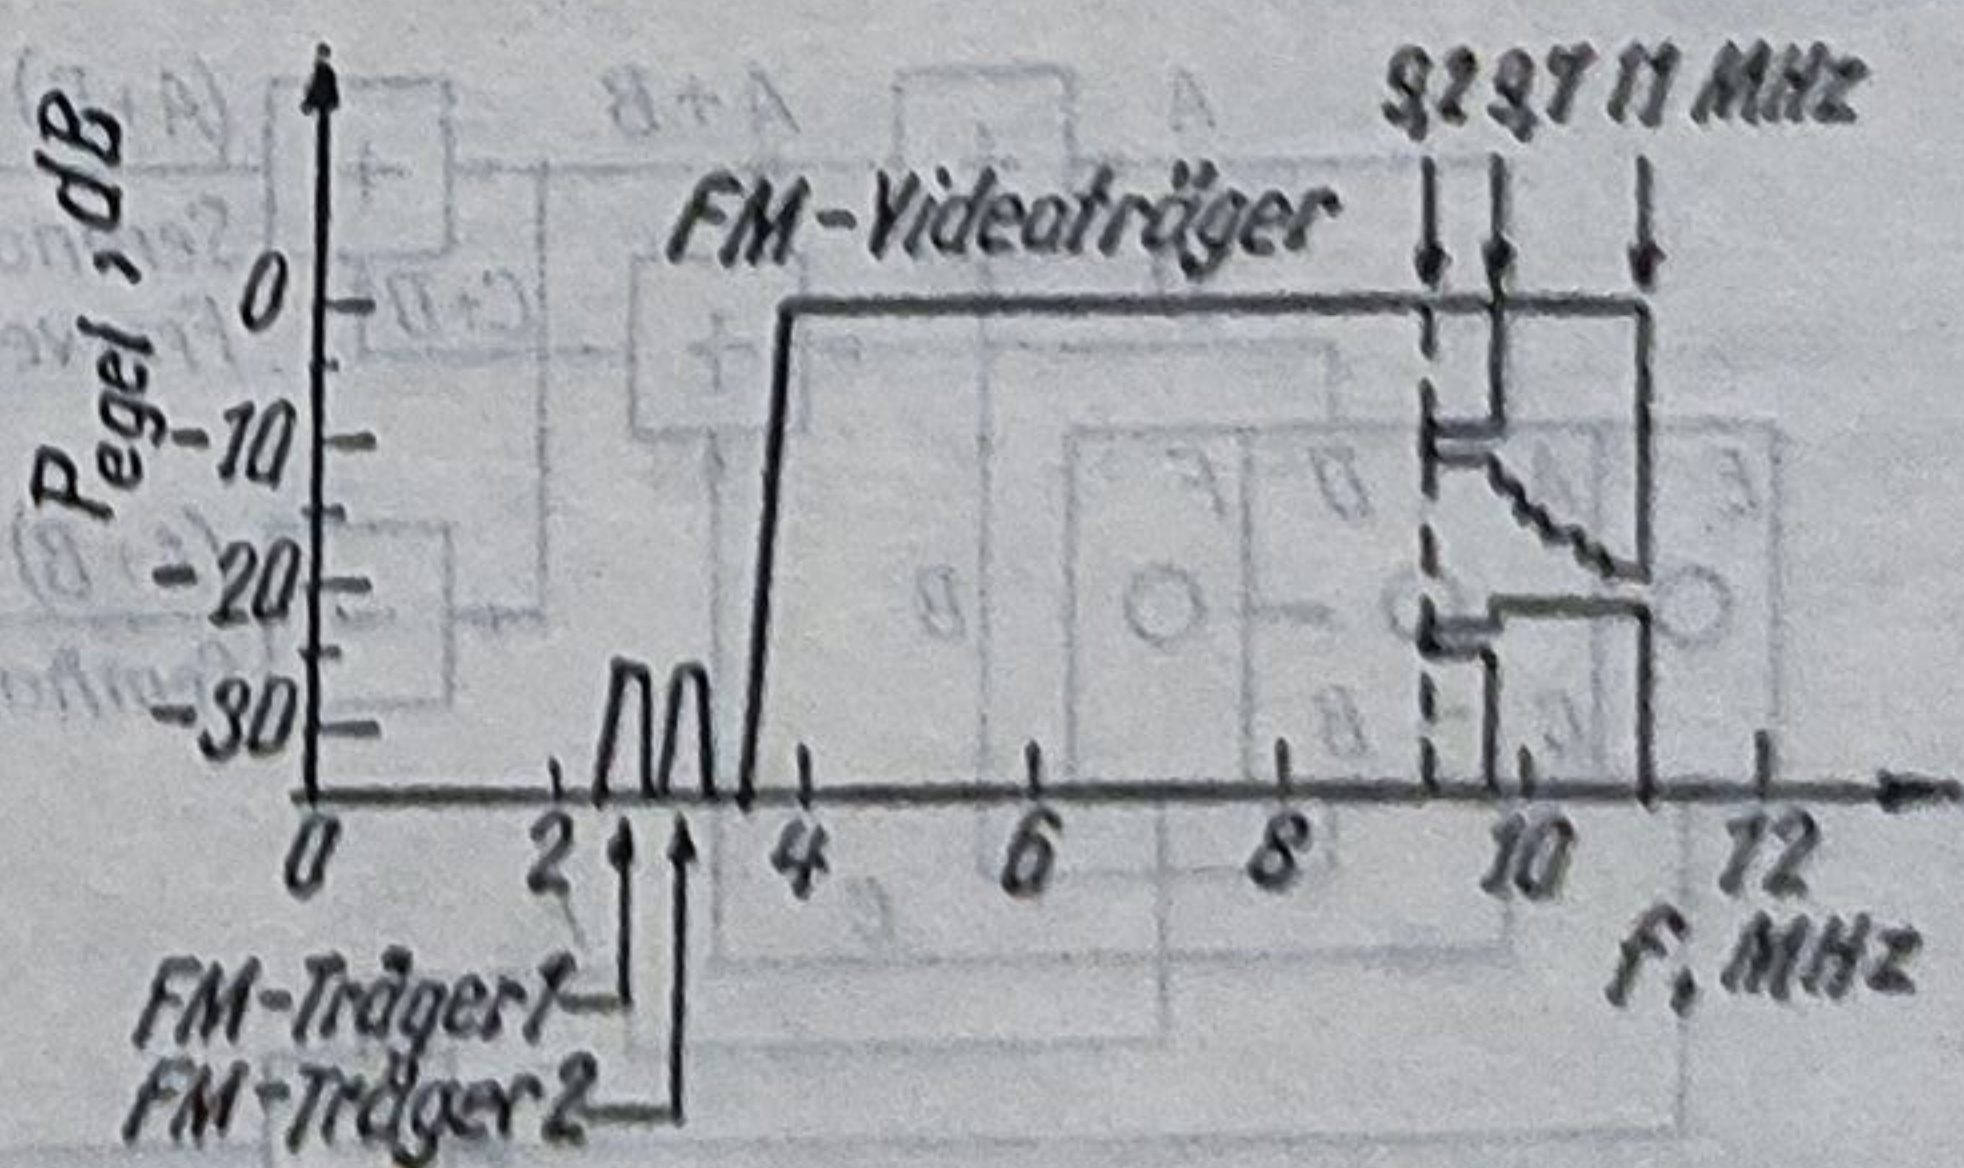 9,2 9,7 11 MHz
Pegel, dB
FM-Videoträger
0
-10
-20
-30
0 2 4 6 8 10 12
f, MHz
FM-Träger 1
FM-Träger 2